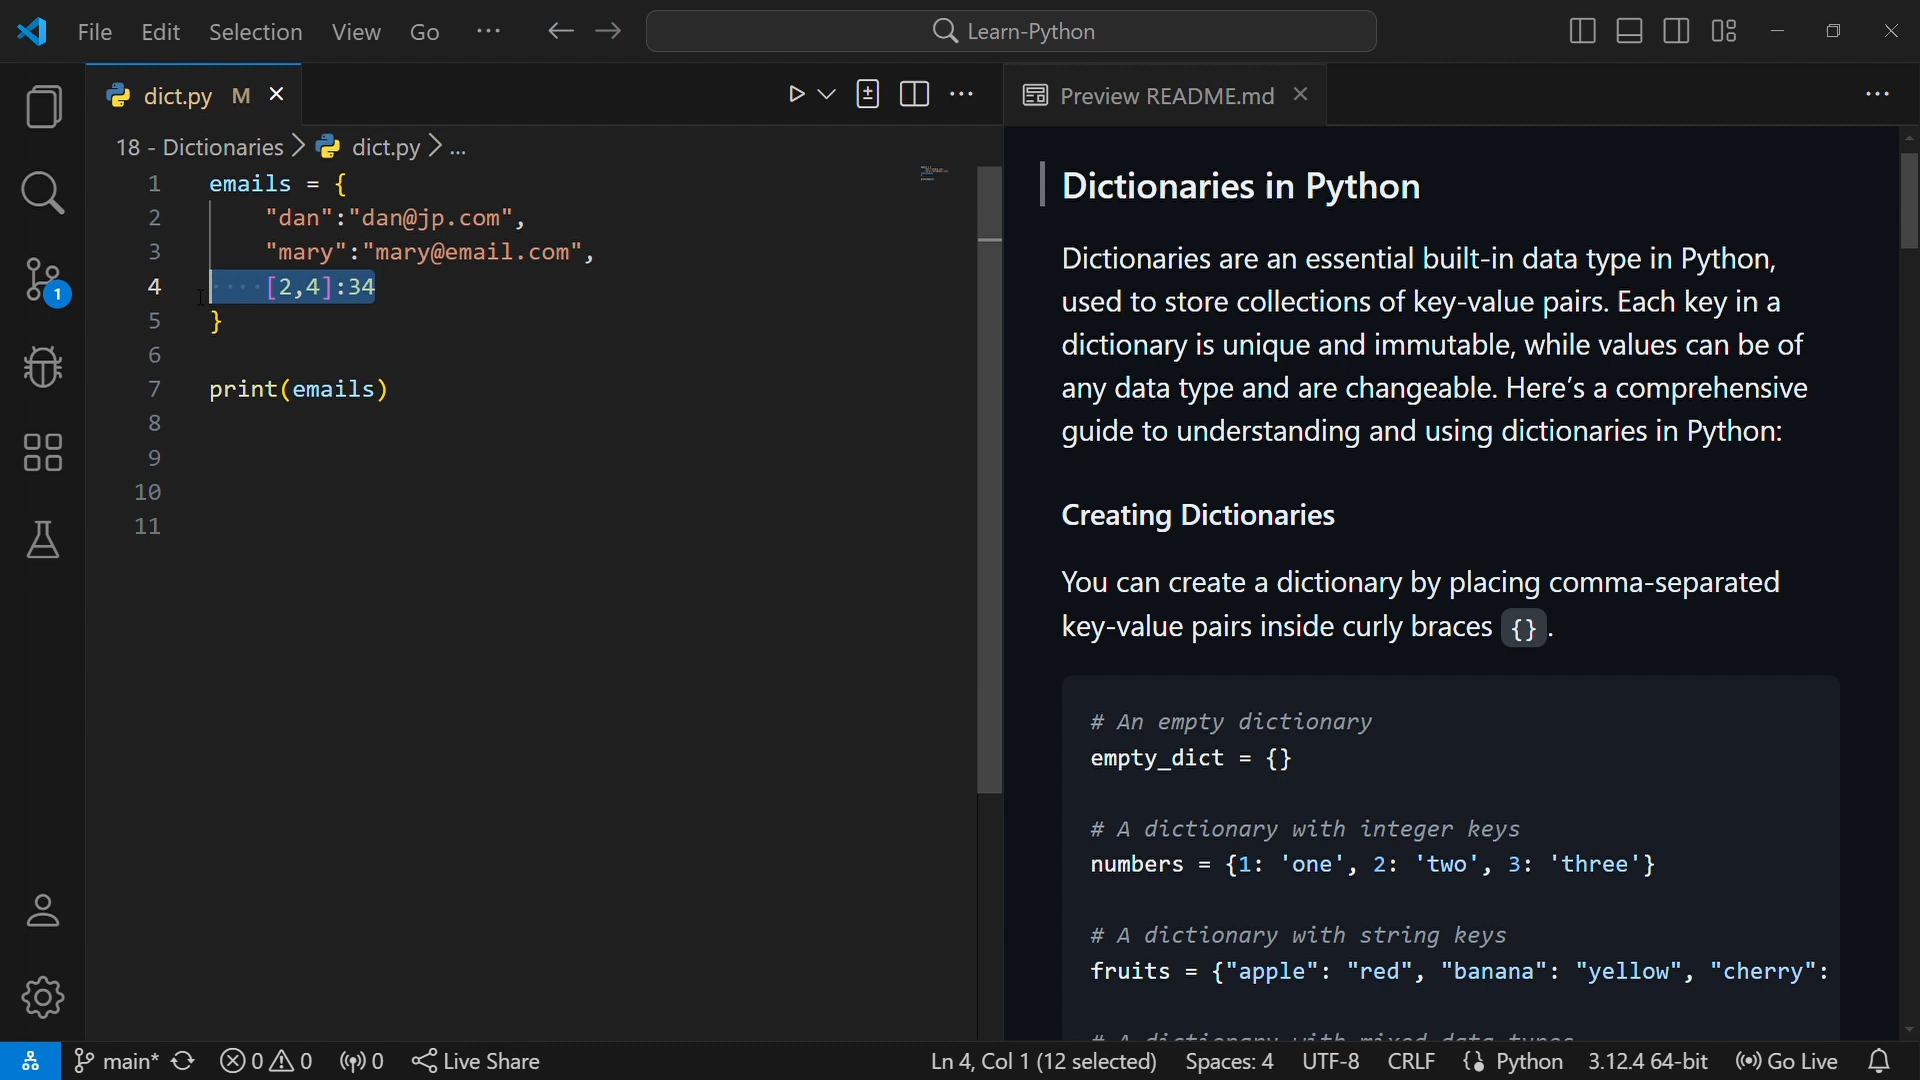 File Edit Selection View Go ··· Learn-Python
dict.py M
18 - Dictionaries > dict.py > ...
1 emails = {
2 "dan":"dan@jp.com",
3 "mary":"mary@email.com",
4 ····[2,4]:34
5 }
6
7 print(emails)
8
9
10
11
Preview README.md
Dictionaries in Python
Dictionaries are an essential built-in data type in Python,
used to store collections of key-value pairs. Each key in a
dictionary is unique and immutable, while values can be of
any data type and are changeable. Here’s a comprehensive
guide to understanding and using dictionaries in Python:
Creating Dictionaries
You can create a dictionary by placing comma-separated
key-value pairs inside curly braces {}.
# An empty dictionary
empty_dict = {}
# A dictionary with integer keys
numbers = {1: 'one', 2: 'two', 3: 'three'}
# A dictionary with string keys
fruits = {"apple": "red", "banana": "yellow", "cherry":
# A dictionary with mixed data types
1
main* 0 0 0 Live Share Ln 4, Col 1 (12 selected) Spaces: 4 UTF-8 CRLF {} Python 3.12.4 64-bit Go Live